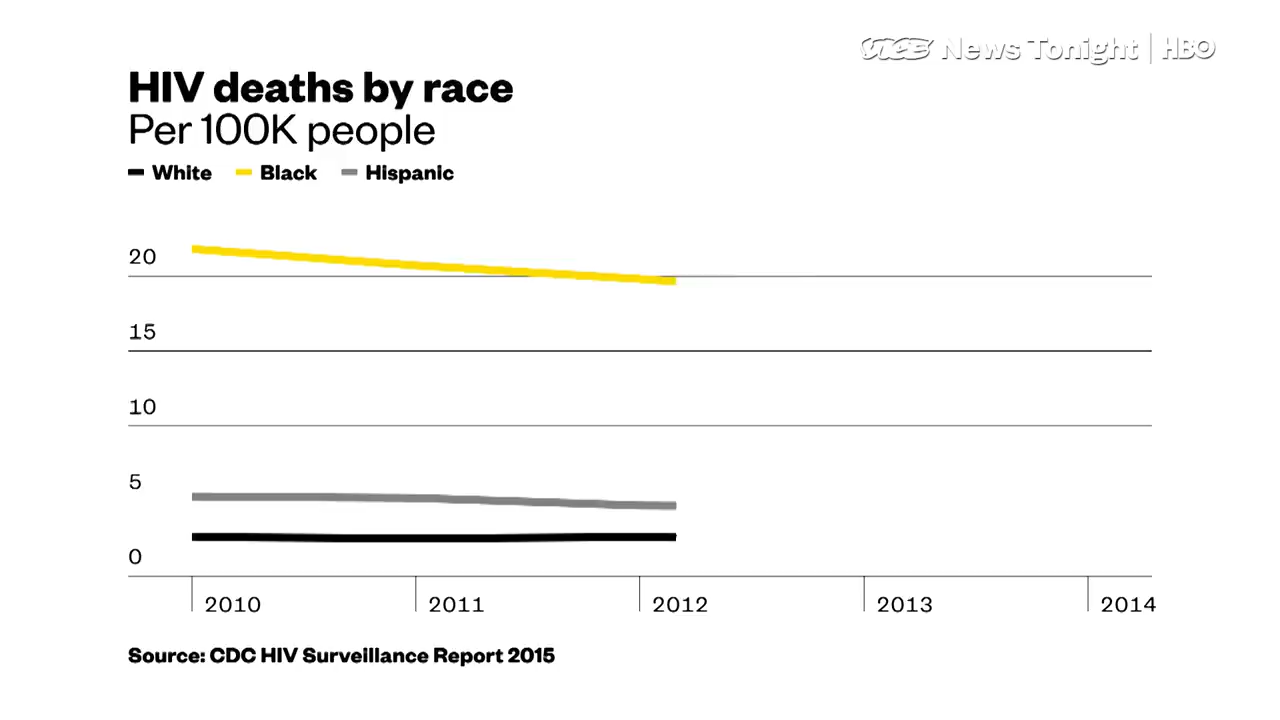 VICE News Tonight | HBO
HIV deaths by race
Per 100K people
White Black Hispanic
20
15
10
5
0
2010 2011 2012 2013 2014
Source: CDC HIV Surveillance Report 2015